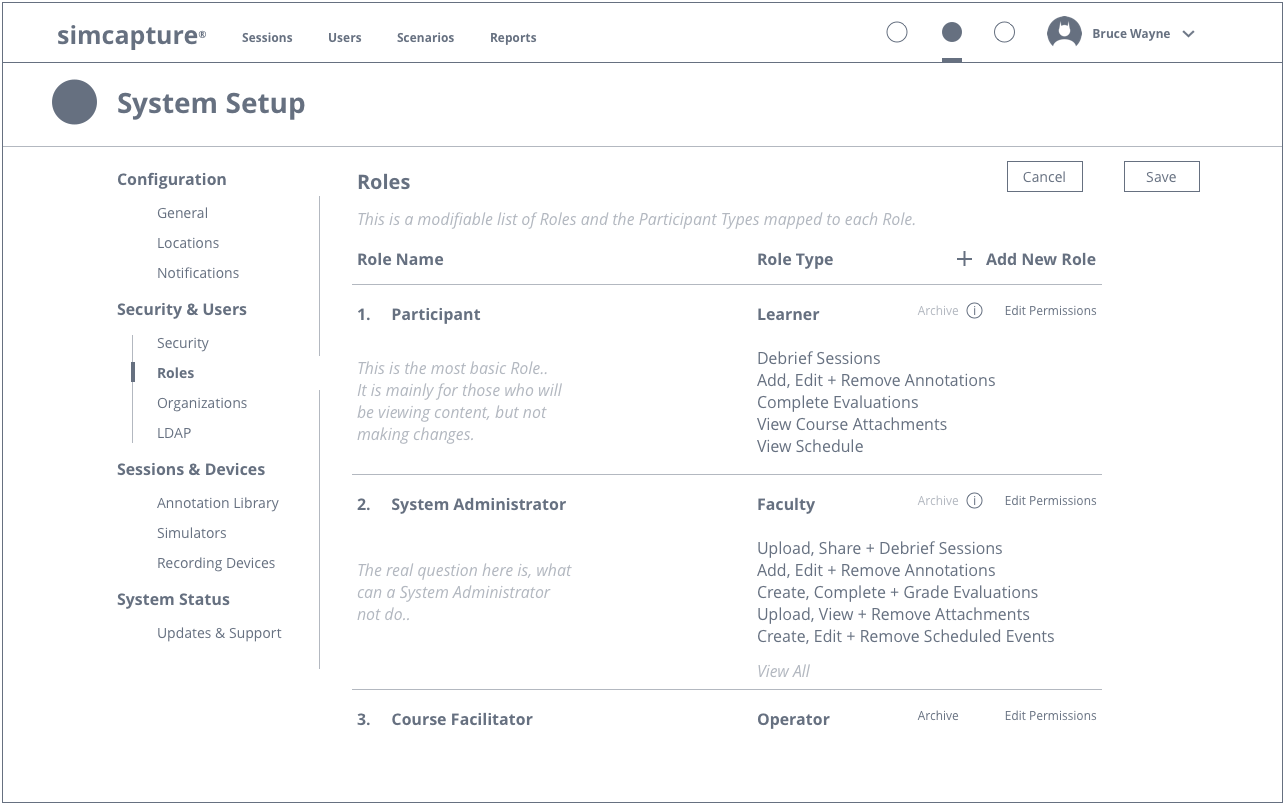 simcapture®
Sessions
Users
Scenarios
Reports
Bruce Wayne
System Setup
Configuration
General
Locations
Notifications
Security & Users
Security
Roles
Organizations
LDAP
Sessions & Devices
Annotation Library
Simulators
Recording Devices
System Status
Updates & Support
Roles
Cancel
Save
This is a modifiable list of Roles and the Participant Types mapped to each Role.
Role Name
Role Type
+ Add New Role
1. Participant
Learner
Archive i
Edit Permissions
This is the most basic Role..
It is mainly for those who will
be viewing content, but not
making changes.
Debrief Sessions
Add, Edit + Remove Annotations
Complete Evaluations
View Course Attachments
View Schedule
2. System Administrator
Faculty
Archive i
Edit Permissions
The real question here is, what
can a System Administrator
not do..
Upload, Share + Debrief Sessions
Add, Edit + Remove Annotations
Create, Complete + Grade Evaluations
Upload, View + Remove Attachments
Create, Edit + Remove Scheduled Events
View All
3. Course Facilitator
Operator
Archive
Edit Permissions